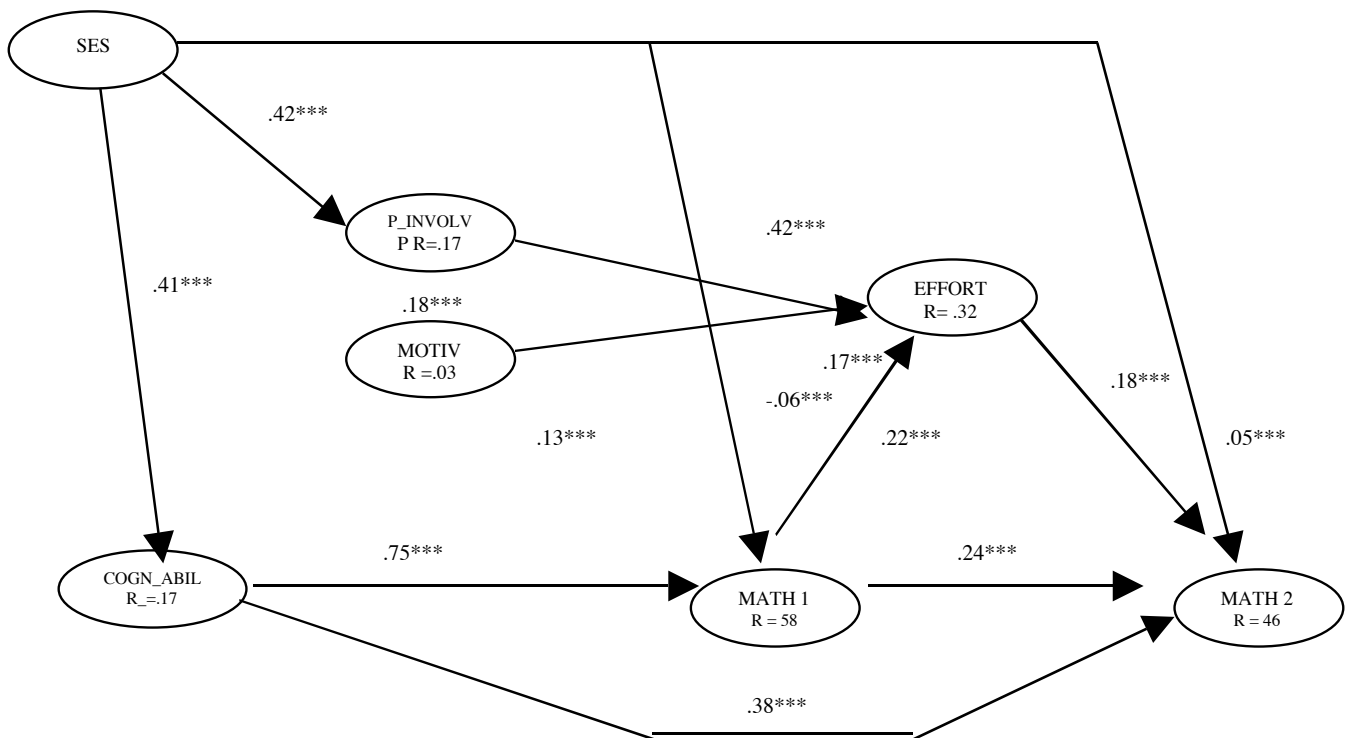 SES
.42***
P_INVOLV
P R=.17
.42***
.41***
EFFORT
R= .32
.18***
MOTIV
R =.03
.17***
-.06***
.18***
.13***
.22***
.05***
.75***
.24***
COGN_ABIL
R_=.17
MATH 1
R = 58
MATH 2
R = 46
.38***